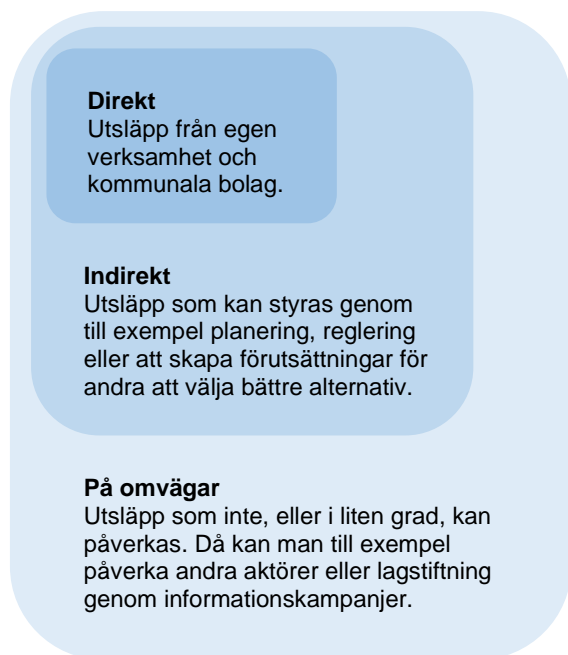 Direkt
Utsläpp från egen
verksamhet och
kommunala bolag.
Indirekt
Utsläpp som kan styras genom
till exempel planering, reglering
eller att skapa förutsättningar för
andra att välja bättre alternativ.
På omvägar
Utsläpp som inte, eller i liten grad, kan
påverkas. Då kan man till exempel
påverka andra aktörer eller lagstiftning
genom informationskampanjer.